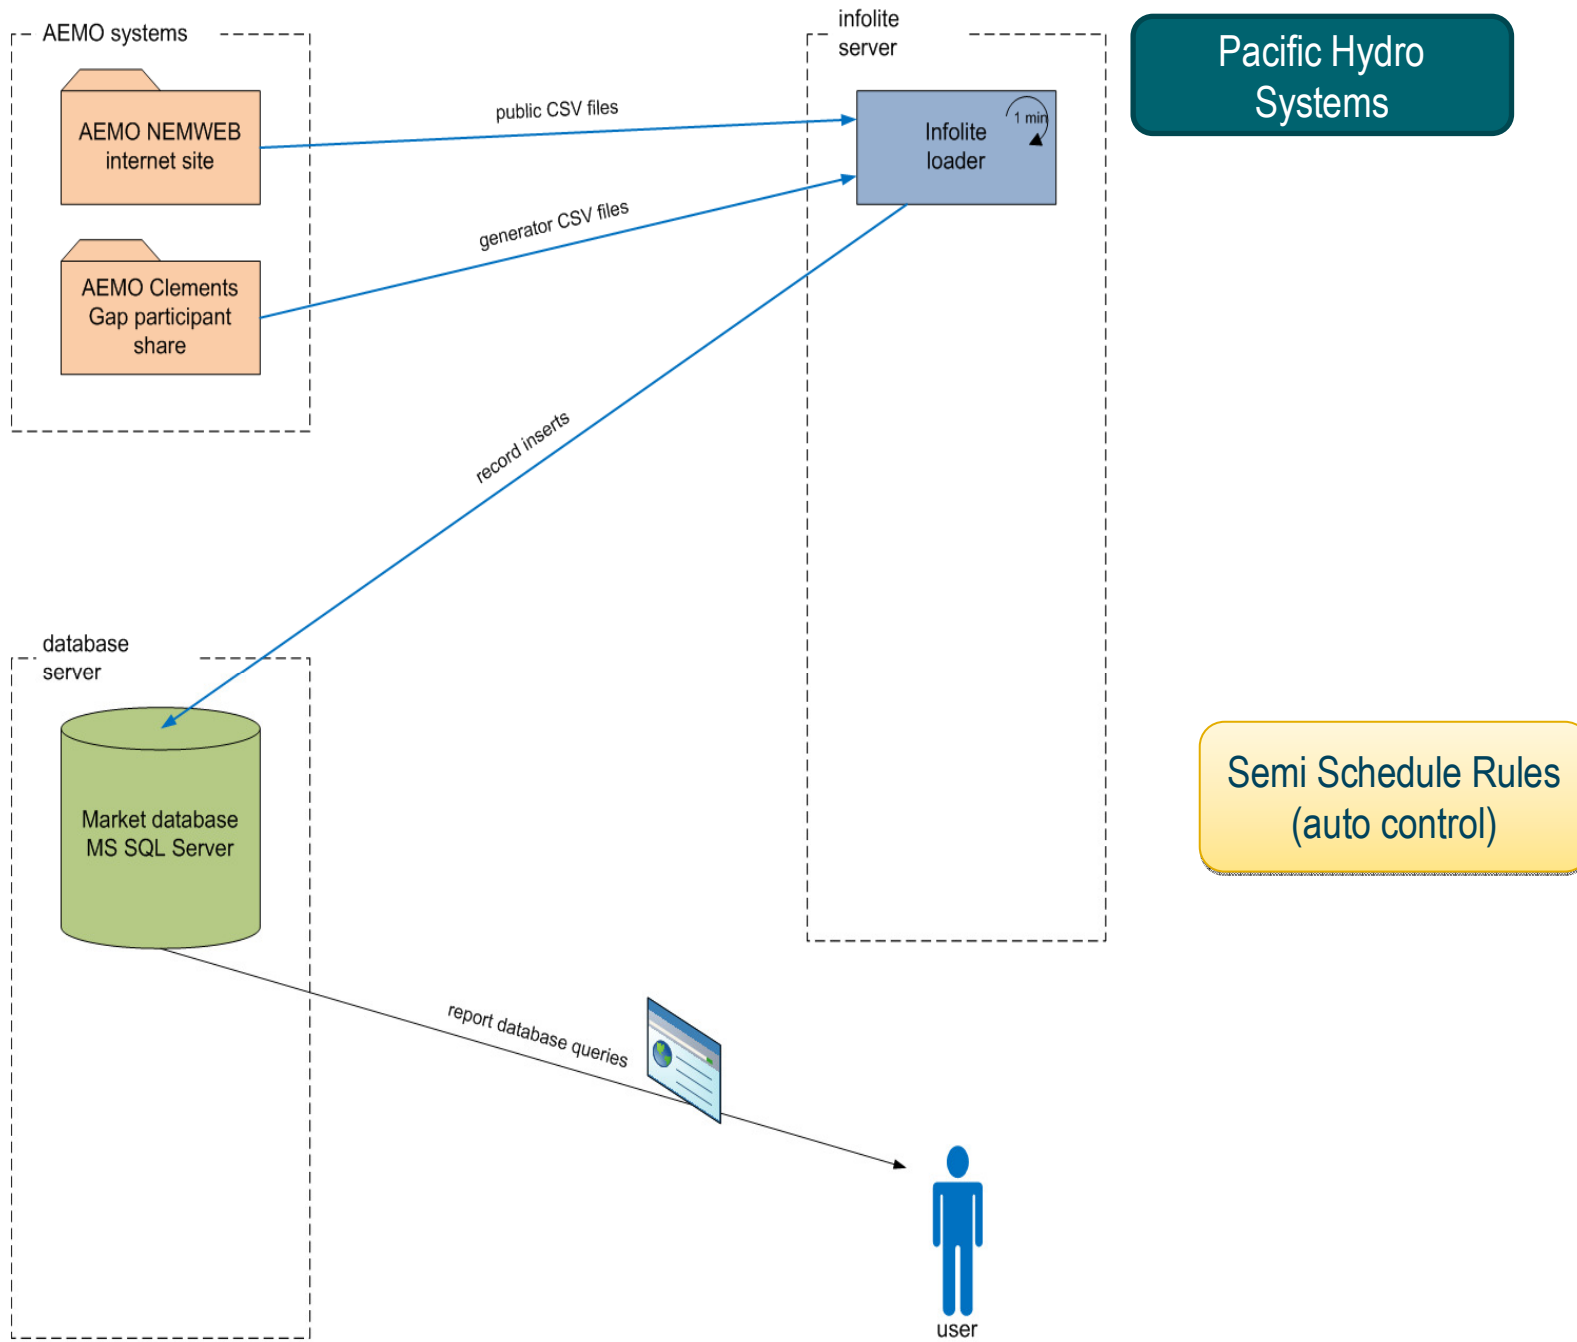 AEMO systems
infolite
server
Pacific Hydro
Systems
AEMO NEMWEB
internet site
public CSV files
Infolite
loader
1 min
generator CSV files
AEMO Clements
Gap participant
share
record inserts
database
server
Market database
MS SQL Server
Semi Schedule Rules
(auto control)
report database queries
user